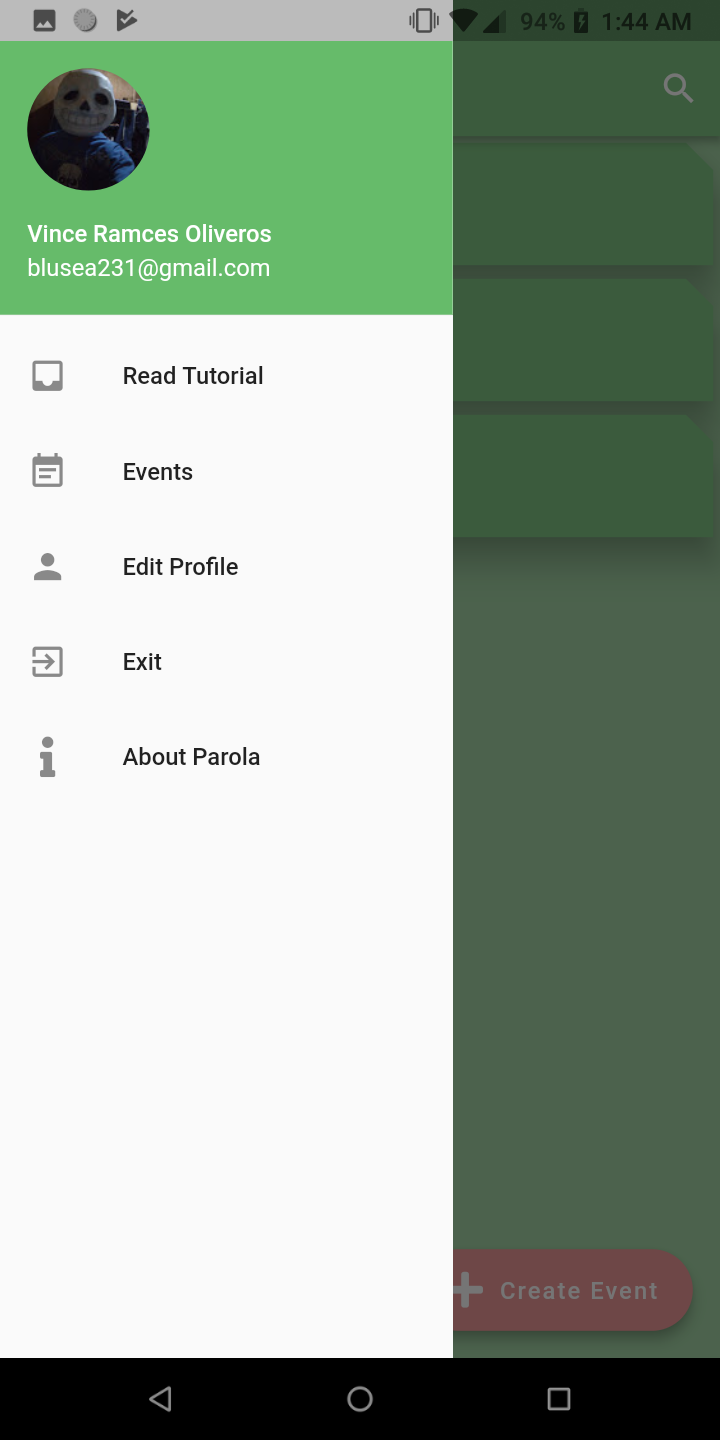 94% 1:44 AM
Vince Ramces Oliveros
blusea231@gmail.com
Read Tutorial
Events
Edit Profile
Exit
About Parola
Create Event